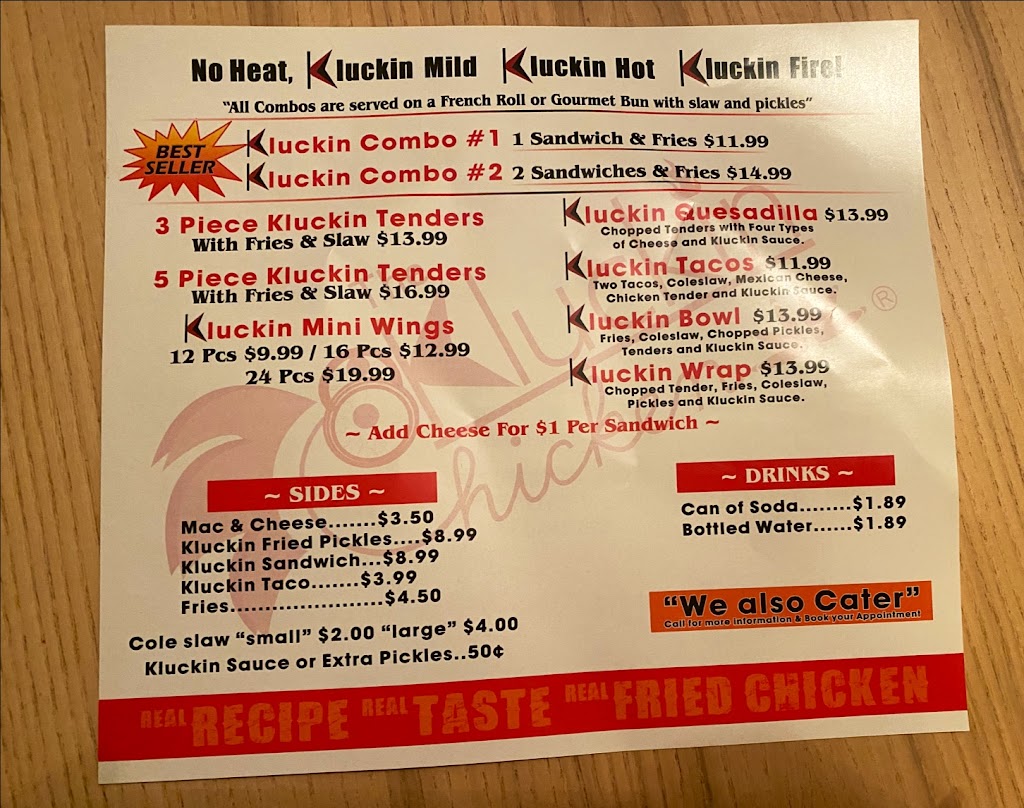 No Heat, Kluckin Mild Kluckin Hot Kluckin Fire!
"All Combos are served on a French Roll or Gourmet Bun with slaw and pickles"
BEST
SELLER
Kluckin Combo #1 1 Sandwich & Fries $11.99
Kluckin Combo #2 2 Sandwiches & Fries $14.99
3 Piece Kluckin Tenders
With Fries & Slaw $13.99
5 Piece Kluckin Tenders
With Fries & Slaw $16.99
Kluckin Mini Wings
12 Pcs $9.99 / 16 Pcs $12.99
24 Pcs $19.99
Kluckin Quesadilla $13.99
Chopped Tenders with Four Types
of Cheese and Kluckin Sauce.
Kluckin Tacos $11.99
Two Tacos, Coleslaw, Mexican Cheese,
Chicken Tender and Kluckin Sauce.
Kluckin Bowl $13.99
Fries, Coleslaw, Chopped Pickles,
Tenders and Kluckin Sauce.
Kluckin Wrap $13.99
Chopped Tender, Fries, Coleslaw,
Pickles and Kluckin Sauce.
Kluckin
Chicken
®
~ Add Cheese For $1 Per Sandwich ~
~ SIDES ~
Mac & Cheese.......$3.50
Kluckin Fried Pickles....$8.99
Kluckin Sandwich...$8.99
Kluckin Taco.......$3.99
Fries......................$4.50
Cole slaw "small" $2.00 "large" $4.00
Kluckin Sauce or Extra Pickles..50¢
~ DRINKS ~
Can of Soda........$1.89
Bottled Water......$1.89
"We also Cater"
Call for more information & Book your Appointment
REAL RECIPE REAL TASTE REAL FRIED CHICKEN